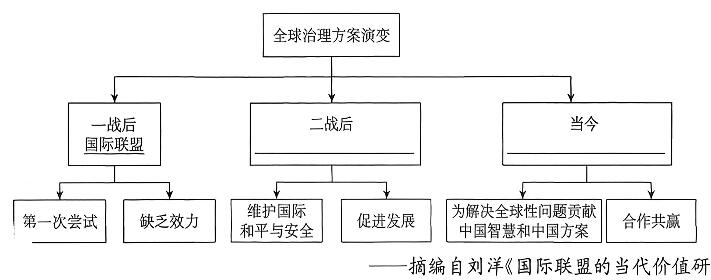 全球治理方案演变
一战后
国际联盟
二战后
当今
第一次尝试
缺乏效力
维护国际
和平与安全
促进发展
为解决全球性问题贡献
中国智慧和中国方案
合作共赢
——摘编自刘洋《国际联盟的当代价值研